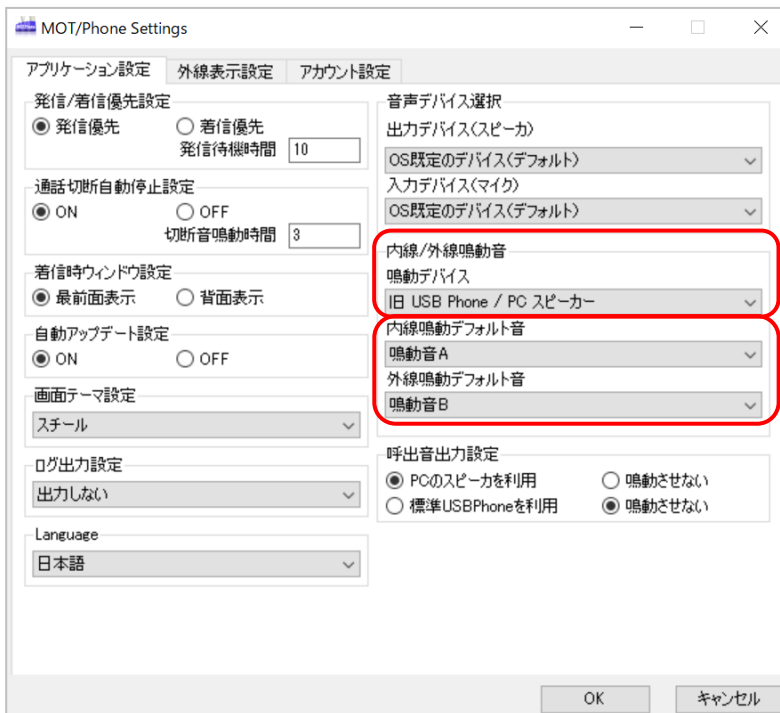 MOT/Phone Settings
アプリケーション設定 外線表示設定 アカウント設定
発信/着信優先設定
発信優先 着信優先
発信待機時間 10
通話切断自動停止設定
ON OFF
切断音鳴動時間 3
着信時ウィンドウ設定
最前面表示 背面表示
自動アップデート設定
ON OFF
画面テーマ設定
スチール
ログ出力設定
出力しない
Language
日本語
音声デバイス選択
出力デバイス(スピーカ)
OS既定のデバイス(デフォルト)
入力デバイス(マイク)
OS既定のデバイス(デフォルト)
内線/外線鳴動音
鳴動デバイス
旧 USB Phone / PC スピーカー
内線鳴動デフォルト音
鳴動音A
外線鳴動デフォルト音
鳴動音B
呼出音出力設定
PCのスピーカを利用 鳴動させない
標準USBPhoneを利用 鳴動させない
OK キャンセル